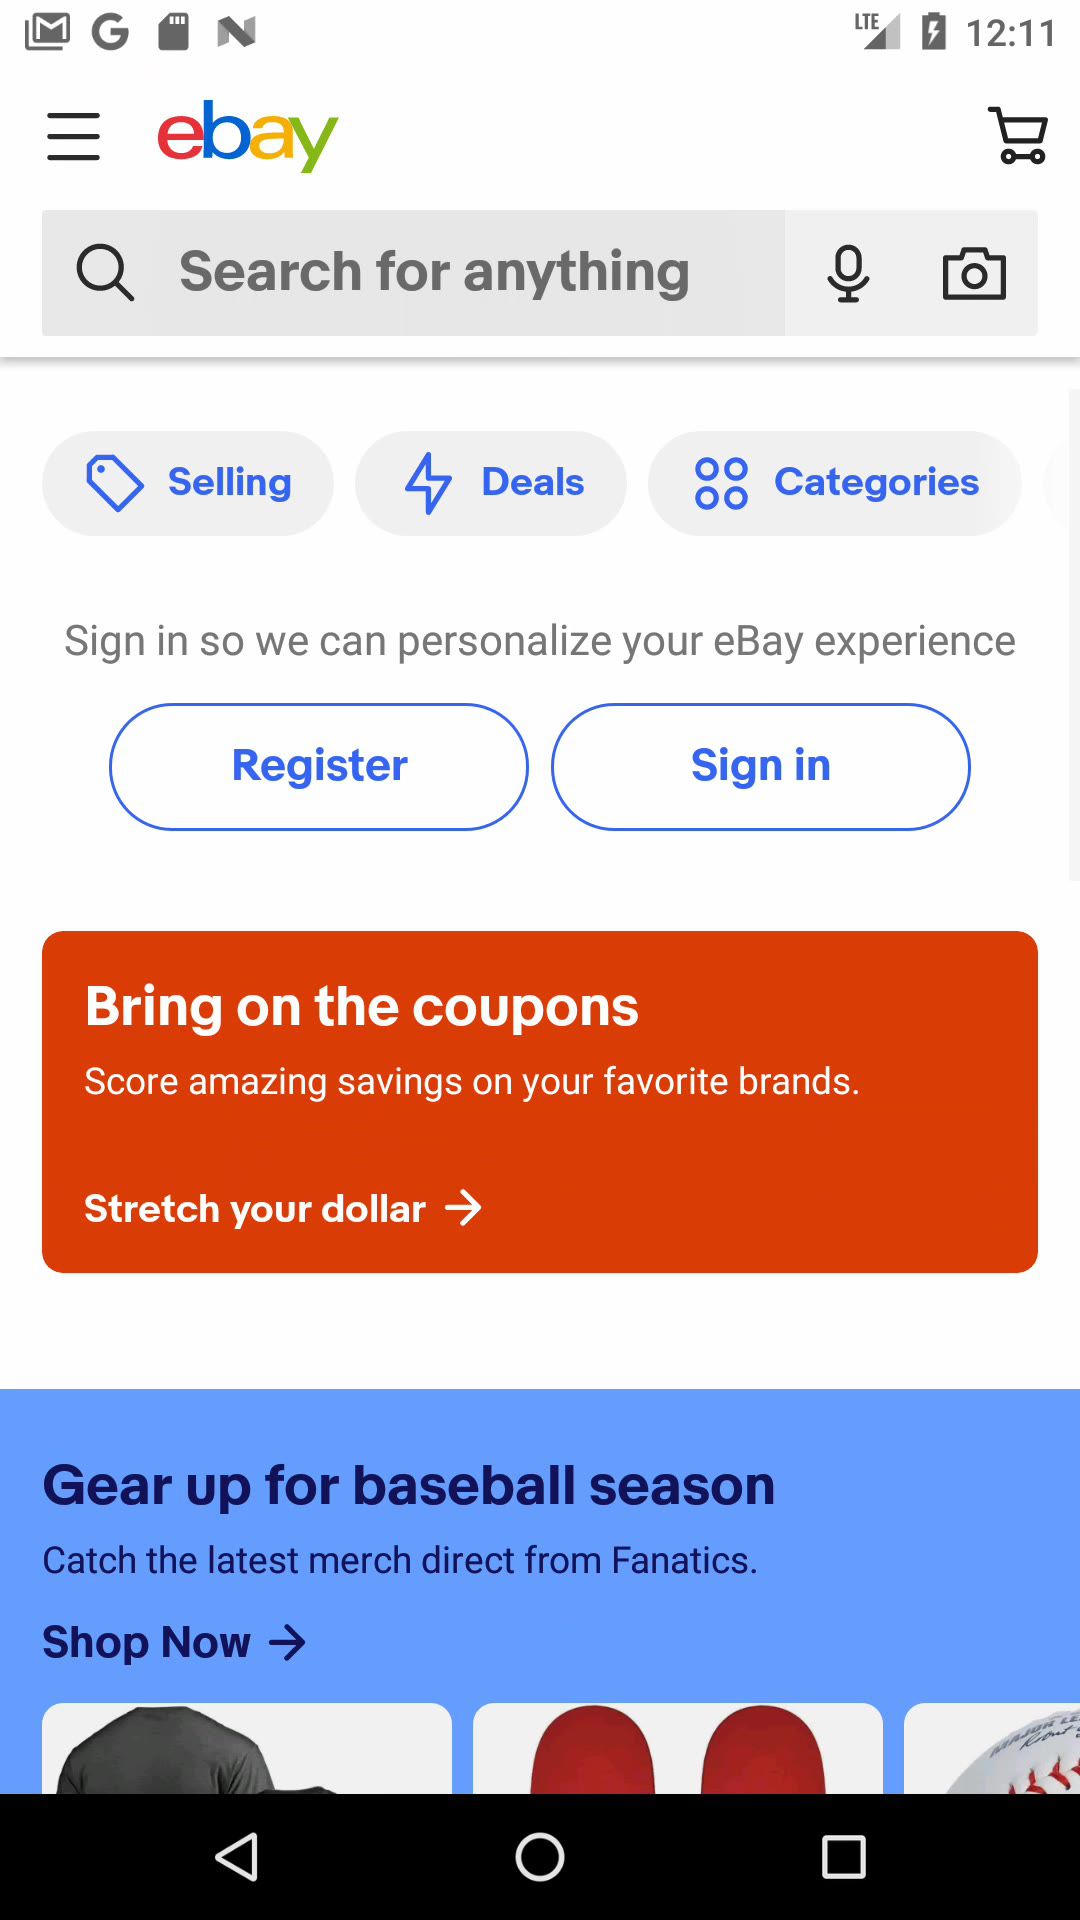 LTE 12:11
ebay
Search for anything
Selling Deals Categories
Sign in so we can personalize your eBay experience
Register Sign in
Bring on the coupons
Score amazing savings on your favorite brands.
Stretch your dollar
Gear up for baseball season
Catch the latest merch direct from Fanatics.
Shop Now